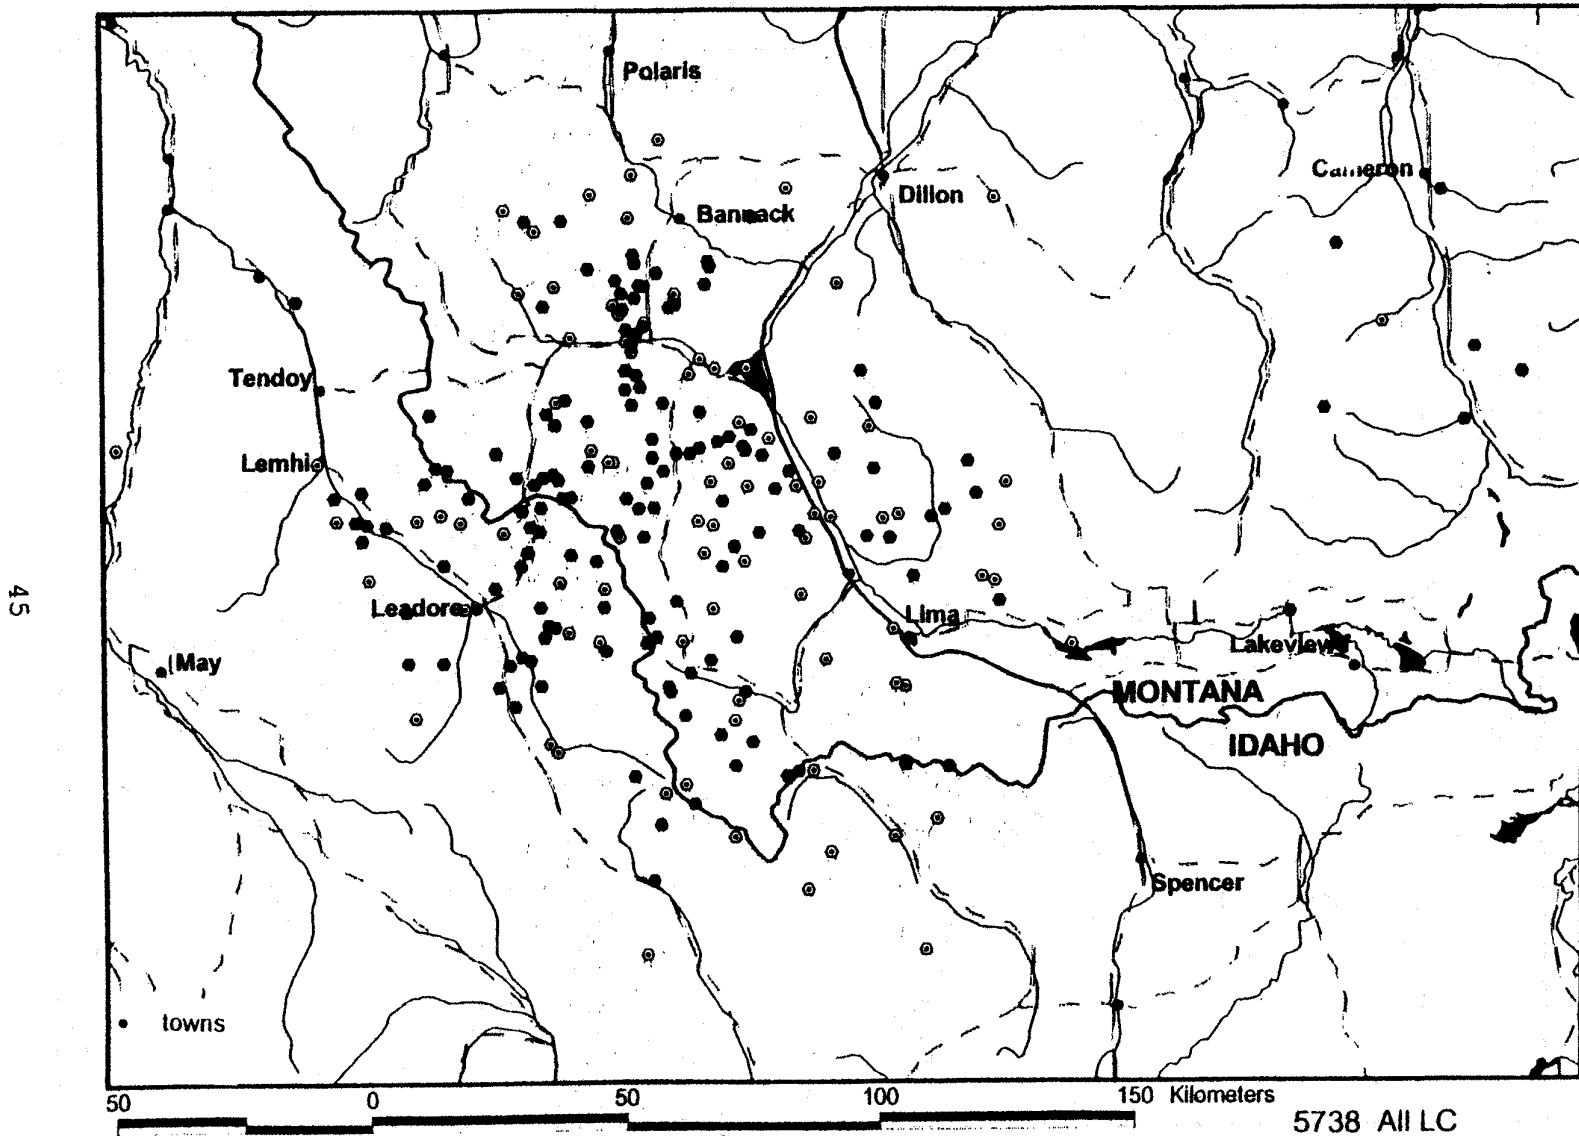 Polaris
Cameron
Dillon
Bannack
Tendoy
Lemhi
45
Leadore
Lima
Lakeview
May
MONTANA
IDAHO
Spencer
towns
50 0 50 100 150 Kilometers
5738 All LC